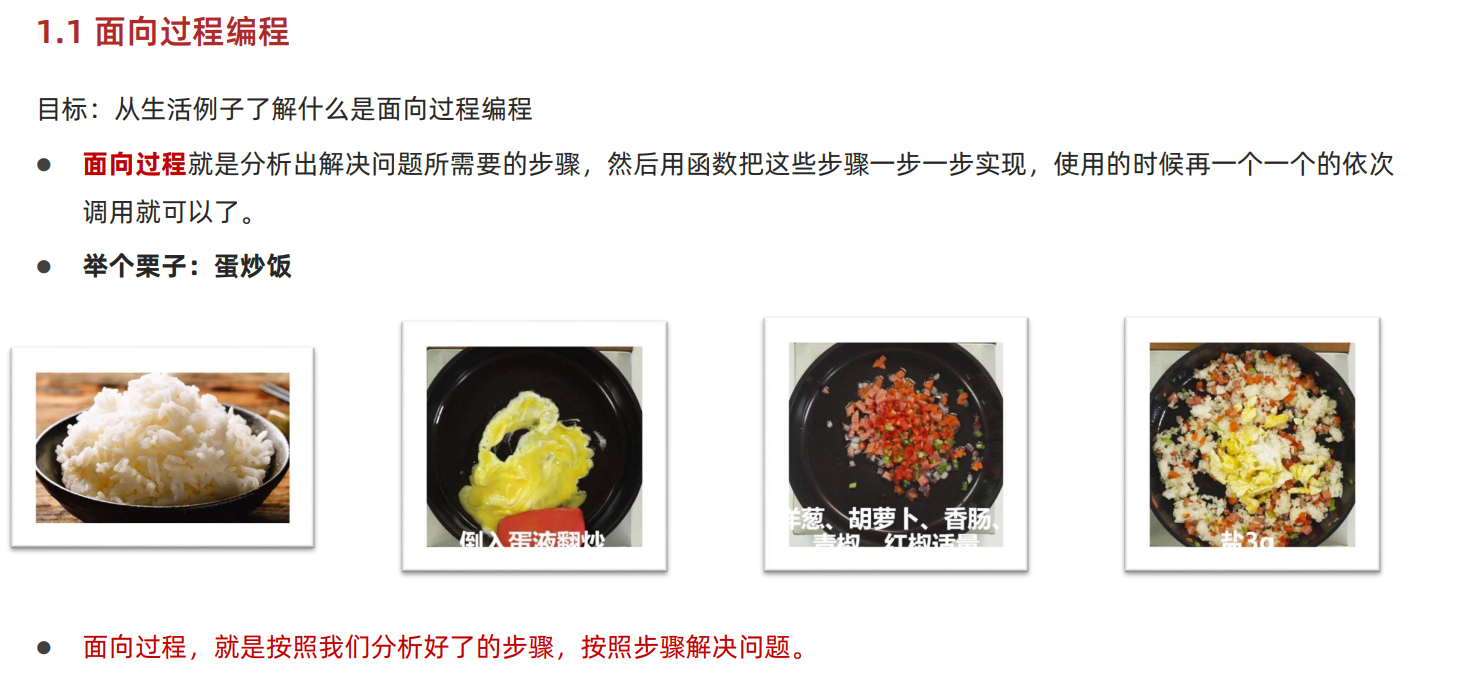 1.1 面向过程编程
目标：从生活例子了解什么是面向过程编程
面向过程就是分析出解决问题所需要的步骤，然后用函数把这些步骤一步一步实现，使用的时候再一个一个的依次
调用就可以了。
举个栗子：蛋炒饭
倒入蛋液翻炒
洋葱、胡萝卜、香肠、
青椒、红椒适量
盐3g
面向过程，就是按照我们分析好了的步骤，按照步骤解决问题。